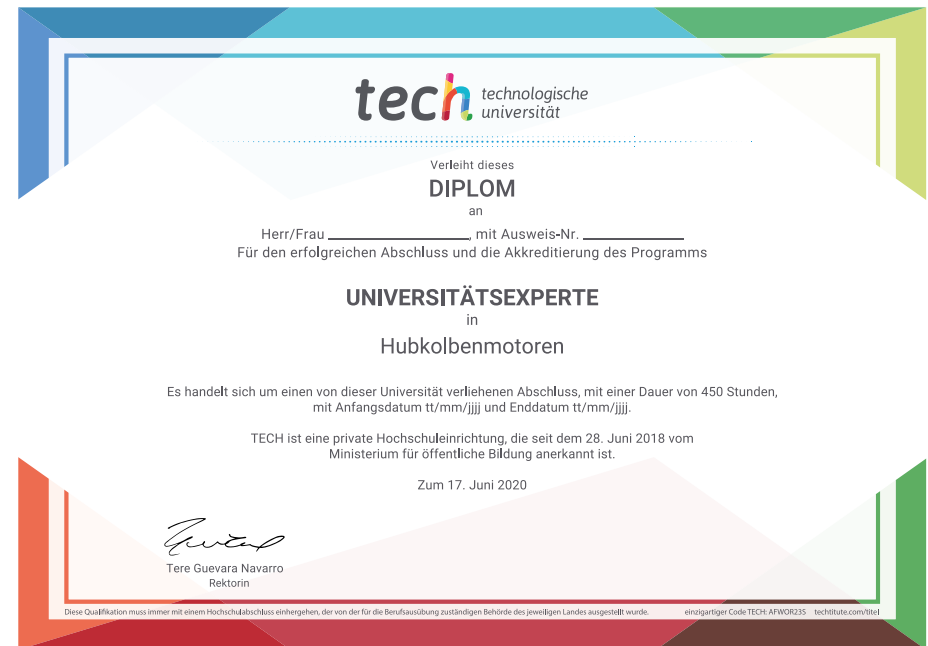 tech technologische
universität
Verleiht dieses
DIPLOM
an
Herr/Frau ____________________, mit Ausweis-Nr. ______________
Für den erfolgreichen Abschluss und die Akkreditierung des Programms
UNIVERSITÄTSEXPERTE
in
Hubkolbenmotoren
Es handelt sich um einen von dieser Universität verliehenen Abschluss, mit einer Dauer von 450 Stunden,
mit Anfangsdatum tt/mm/jjjj und Enddatum tt/mm/jjjj.
TECH ist eine private Hochschuleinrichtung, die seit dem 28. Juni 2018 vom
Ministerium für öffentliche Bildung anerkannt ist.
Zum 17. Juni 2020
Tere Guevara Navarro
Rektorin
Diese Qualifikation muss immer mit einem Hochschulabschluss einhergehen, der von der für die Berufsausübung zuständigen Behörde des jeweiligen Landes ausgestellt wurde. einzigartiger Code TECH: AFWOR23S techtitute.com/titel